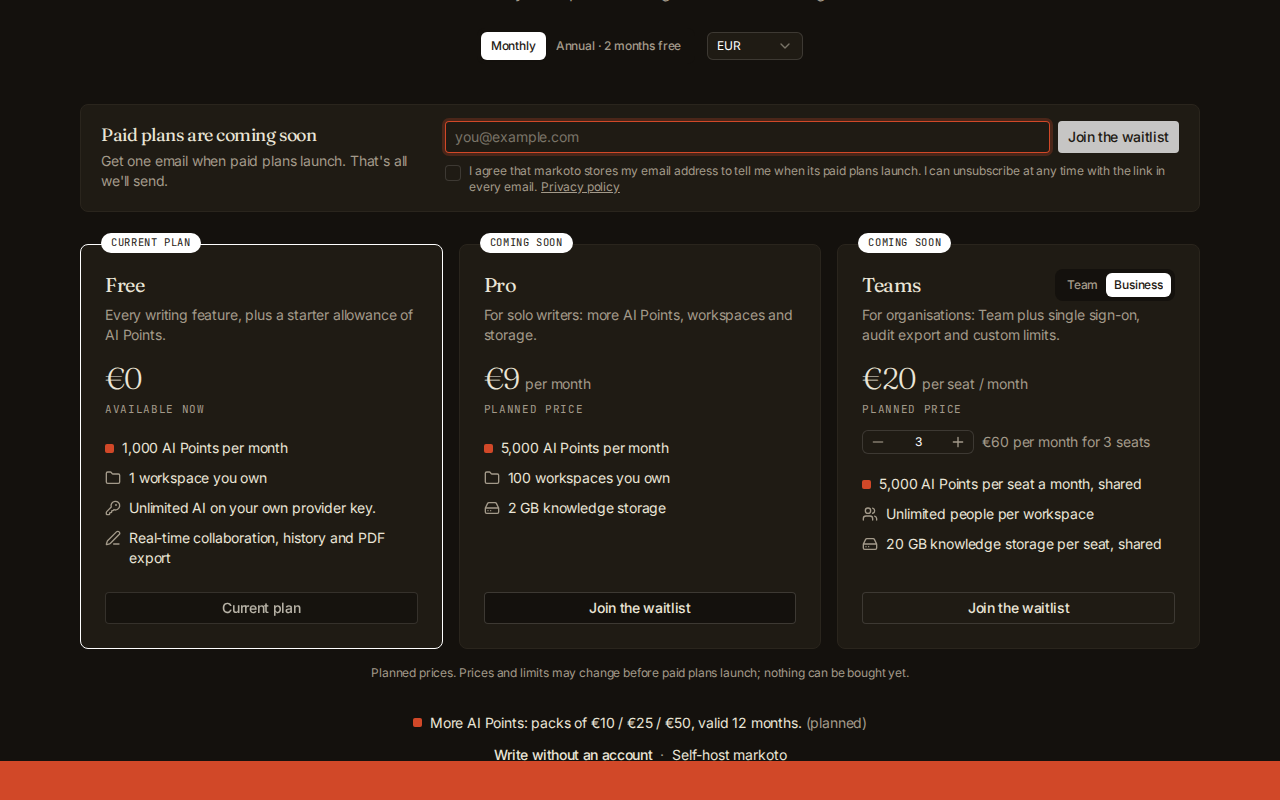 Monthly
Annual · 2 months free
EUR
Paid plans are coming soon
Get one email when paid plans launch. That's all
we'll send.
you@example.com
Join the waitlist
I agree that markoto stores my email address to tell me when its paid plans launch. I can unsubscribe at any time with the link in
every email. Privacy policy
CURRENT PLAN
Free
Every writing feature, plus a starter allowance of
AI Points.
€0
AVAILABLE NOW
1,000 AI Points per month
1 workspace you own
Unlimited AI on your own provider key.
Real-time collaboration, history and PDF
export
Current plan
COMING SOON
Pro
For solo writers: more AI Points, workspaces and
storage.
€9 per month
PLANNED PRICE
5,000 AI Points per month
100 workspaces you own
2 GB knowledge storage
Join the waitlist
COMING SOON
Teams
Team
Business
For organisations: Team plus single sign-on,
audit export and custom limits.
€20 per seat / month
PLANNED PRICE
3
€60 per month for 3 seats
5,000 AI Points per seat a month, shared
Unlimited people per workspace
20 GB knowledge storage per seat, shared
Join the waitlist
Planned prices. Prices and limits may change before paid plans launch; nothing can be bought yet.
More AI Points: packs of €10 / €25 / €50, valid 12 months. (planned)
Write without an account · Self-host markoto